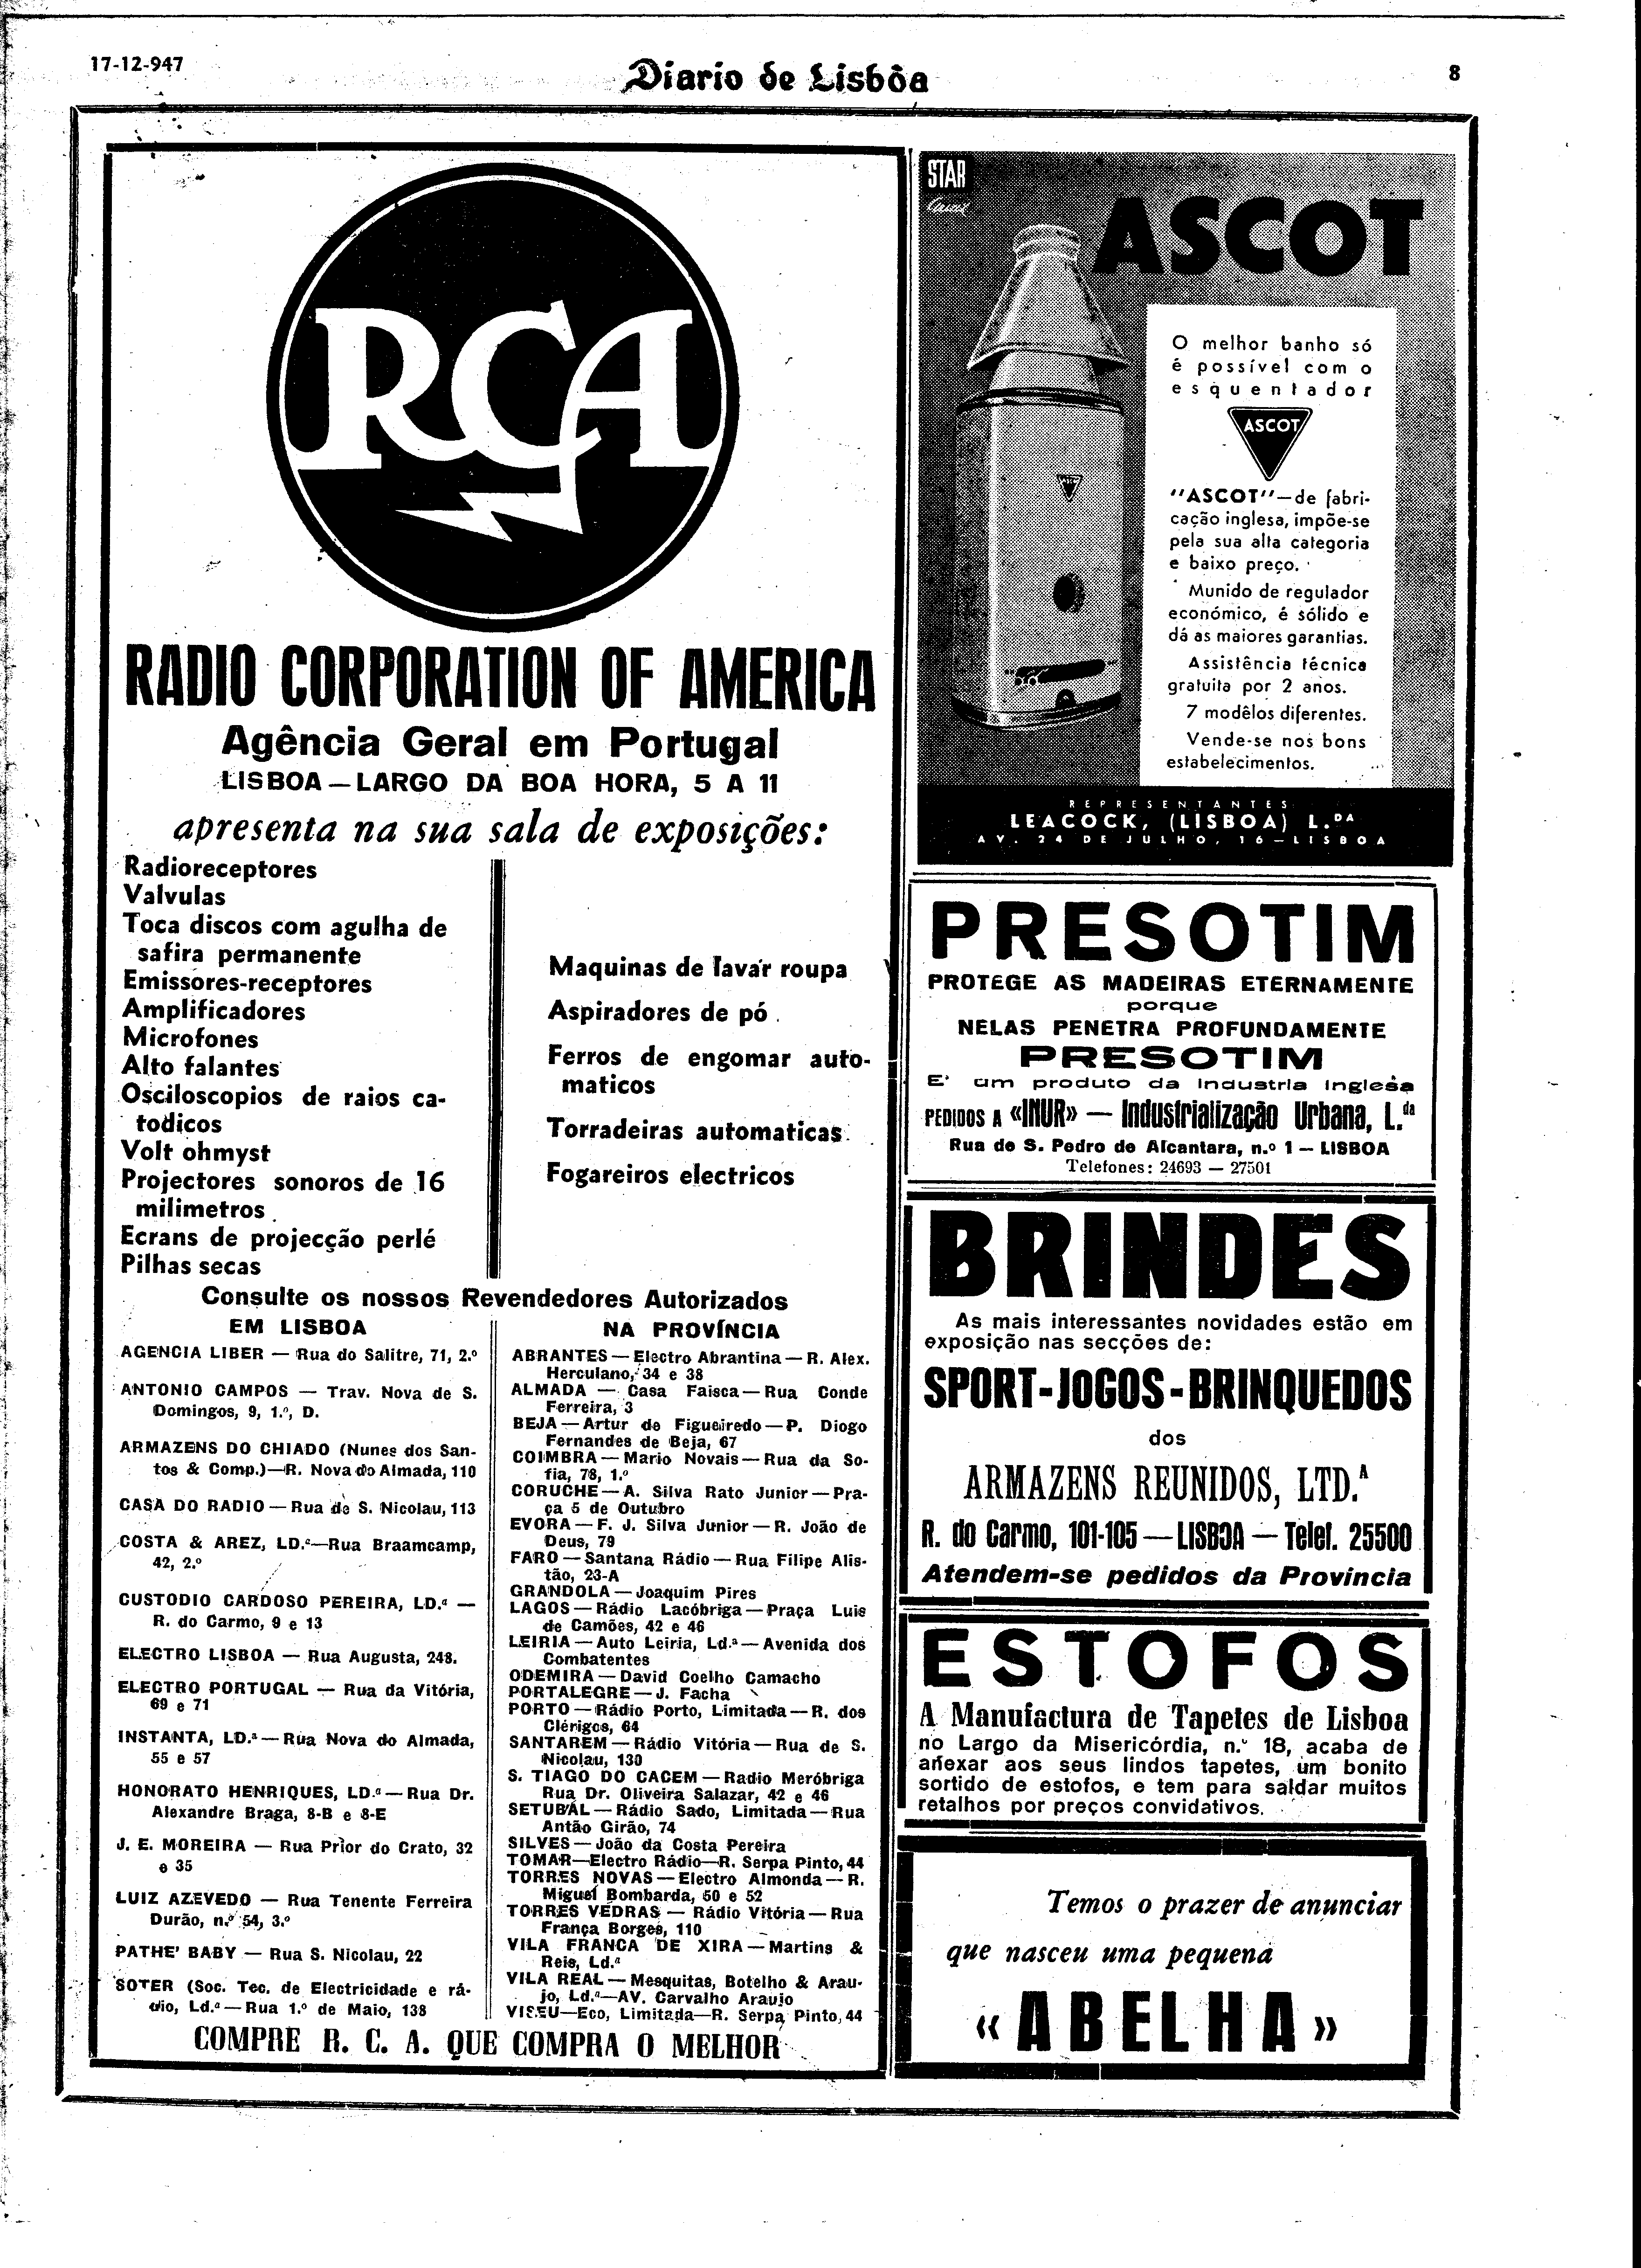 17-12-947
Diario de Lisbôa
8
RCA
RADIO CORPORATION OF AMERICA
Agência Geral em Portugal
LISBOA — LARGO DA BOA HORA, 5 A 11
apresenta na sua sala de exposições:
Radioreceptores
Valvulas
Toca discos com agulha de
safira permanente
Emissores-receptores
Amplificadores
Microfones
Alto falantes
Osciloscopios de raios ca-
todicos
Volt ohmyst
Projectores sonoros de 16
milimetros
Ecrans de projecção perlé
Pilhas secas
Maquinas de lavar roupa
Aspiradores de pó
Ferros de engomar auto-
maticos
Torradeiras automaticas
Fogareiros electricos
Consulte os nossos Revendedores Autorizados
EM LISBOA
AGENCIA LIBER — Rua do Salitre, 71, 2.º
ANTONIO CAMPOS — Trav. Nova de S.
Domingos, 9, 1.º, D.
ARMAZENS DO CHIADO (Nunes dos San-
tos & Comp.)—R. Nova do Almada, 110
CASA DO RADIO — Rua de S. Nicolau, 113
COSTA & AREZ, LD.ª—Rua Braamcamp,
42, 2.º
CUSTODIO CARDOSO PEREIRA, LD.ª —
R. do Carmo, 9 e 13
ELECTRO LISBOA — Rua Augusta, 248.
ELECTRO PORTUGAL — Rua da Vitória,
69 e 71
INSTANTA, LD.ª — Rua Nova do Almada,
55 e 57
HONORATO HENRIQUES, LD.ª — Rua Dr.
Alexandre Braga, 8-B e 8-E
J. E. MOREIRA — Rua Prior do Crato, 32
e 35
LUIZ AZEVEDO — Rua Tenente Ferreira
Durão, n.º 54, 3.º
PATHE' BABY — Rua S. Nicolau, 22
SOTER (Soc. Tec. de Electricidade e rá-
dio, Ld.ª — Rua 1.º de Maio, 138
NA PROVÍNCIA
ABRANTES — Electro Abrantina — R. Alex.
Herculano, 34 e 38
ALMADA — Casa Faisca — Rua Conde
Ferreira, 3
BEJA — Artur de Figueiredo — P. Diogo
Fernandes de Beja, 67
COIMBRA — Mario Novais — Rua da So-
fia, 78, 1.º
CORUCHE — A. Silva Rato Junior — Pra-
ça 5 de Outubro
EVORA — F. J. Silva Junior — R. João de
Deus, 79
FARO — Santana Rádio — Rua Filipe Alis-
tão, 23-A
GRANDOLA — Joaquim Pires
LAGOS — Rádio Lacóbriga — Praça Luis
de Camões, 42 e 46
LEIRIA — Auto Leiria, Ld.ª — Avenida dos
Combatentes
ODEMIRA — David Coelho Camacho
PORTALEGRE — J. Facha
PORTO — Rádio Porto, Limitada — R. dos
Clérigos, 64
SANTAREM — Rádio Vitória — Rua de S.
Nicolau, 130
S. TIAGO DO CACEM — Radio Meróbriga
Rua Dr. Oliveira Salazar, 42 e 46
SETUBAL — Rádio Sado, Limitada — Rua
Antão Girão, 74
SILVES — João da Costa Pereira
TOMAR—Electro Rádio—R. Serpa Pinto, 44
TORRES NOVAS — Electro Almonda — R.
Miguel Bombarda, 50 e 52
TORRES VEDRAS — Rádio Vitória — Rua
França Borges, 110
VILA FRANCA DE XIRA — Martins &
Reis, Ld.ª
VILA REAL — Mesquitas, Botelho & Arau-
jo, Ld.ª—AV. Carvalho Araujo
VISEU—Eco, Limitada—R. Serpa Pinto, 44
COMPRE R. C. A. QUE COMPRA O MELHOR
STAR
ASCOT
O melhor banho só
é possível com o
esquentador
ASCOT
"ASCOT"—de fabri-
cação inglesa, impõe-se
pela sua alta categoria
e baixo preço.
Munido de regulador
económico, é sólido e
dá as maiores garantias.
Assistência técnica
gratuita por 2 anos.
7 modêlos diferentes.
Vende-se nos bons
estabelecimentos.
ASCOT
REPRESENTANTES
LEACOCK, (LISBOA) L.DA
AV. 24 DE JULHO, 16 — LISBOA
PRESOTIM
PROTEGE AS MADEIRAS ETERNAMENTE
porque
NELAS PENETRA PROFUNDAMENTE
PRESOTIM
E' um produto da Industria Inglesa
PEDIDOS A «INUR» — Industrialização Urbana, L.da
Rua de S. Pedro de Alcantara, n.º 1 — LISBOA
Telefones: 24693 — 27501
BRINDES
As mais interessantes novidades estão em
exposição nas secções de:
SPORT-JOGOS-BRINQUEDOS
dos
ARMAZENS REUNIDOS, LTD.A
R. do Carmo, 101-105 — LISBOA — Telef. 25500
Atendem-se pedidos da Provincia
ESTOFOS
A Manufactura de Tapetes de Lisboa
no Largo da Misericórdia, n.º 18, acaba de
anexar aos seus lindos tapetes, um bonito
sortido de estofos, e tem para saldar muitos
retalhos por preços convidativos.
Temos o prazer de anunciar
que nasceu uma pequena
«ABELHA»